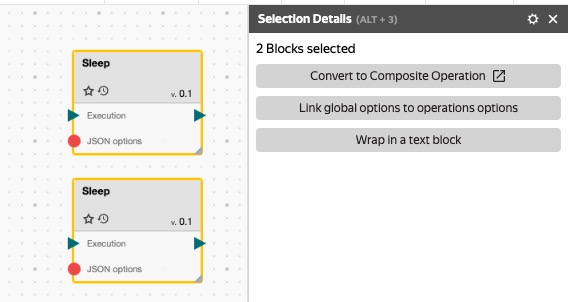 Sleep
v. 0.1
Execution
JSON options
Sleep
v. 0.1
Execution
JSON options
Selection Details (ALT + 3)
2 Blocks selected
Convert to Composite Operation
Link global options to operations options
Wrap in a text block